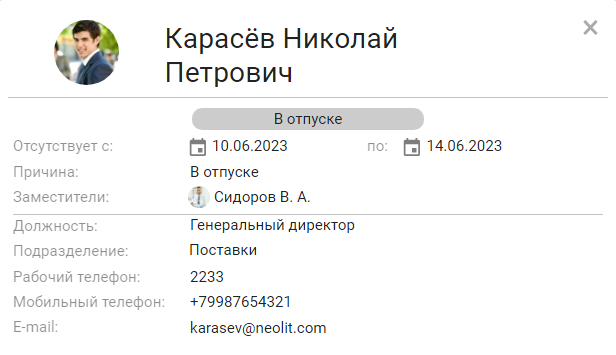 Карасёв Николай
Петрович
В отпуске
Отсутствует с: 10.06.2023 по: 14.06.2023
Причина: В отпуске
Заместители: Сидоров В. А.
Должность: Генеральный директор
Подразделение: Поставки
Рабочий телефон: 2233
Мобильный телефон: +79987654321
E-mail: karasev@neolit.com